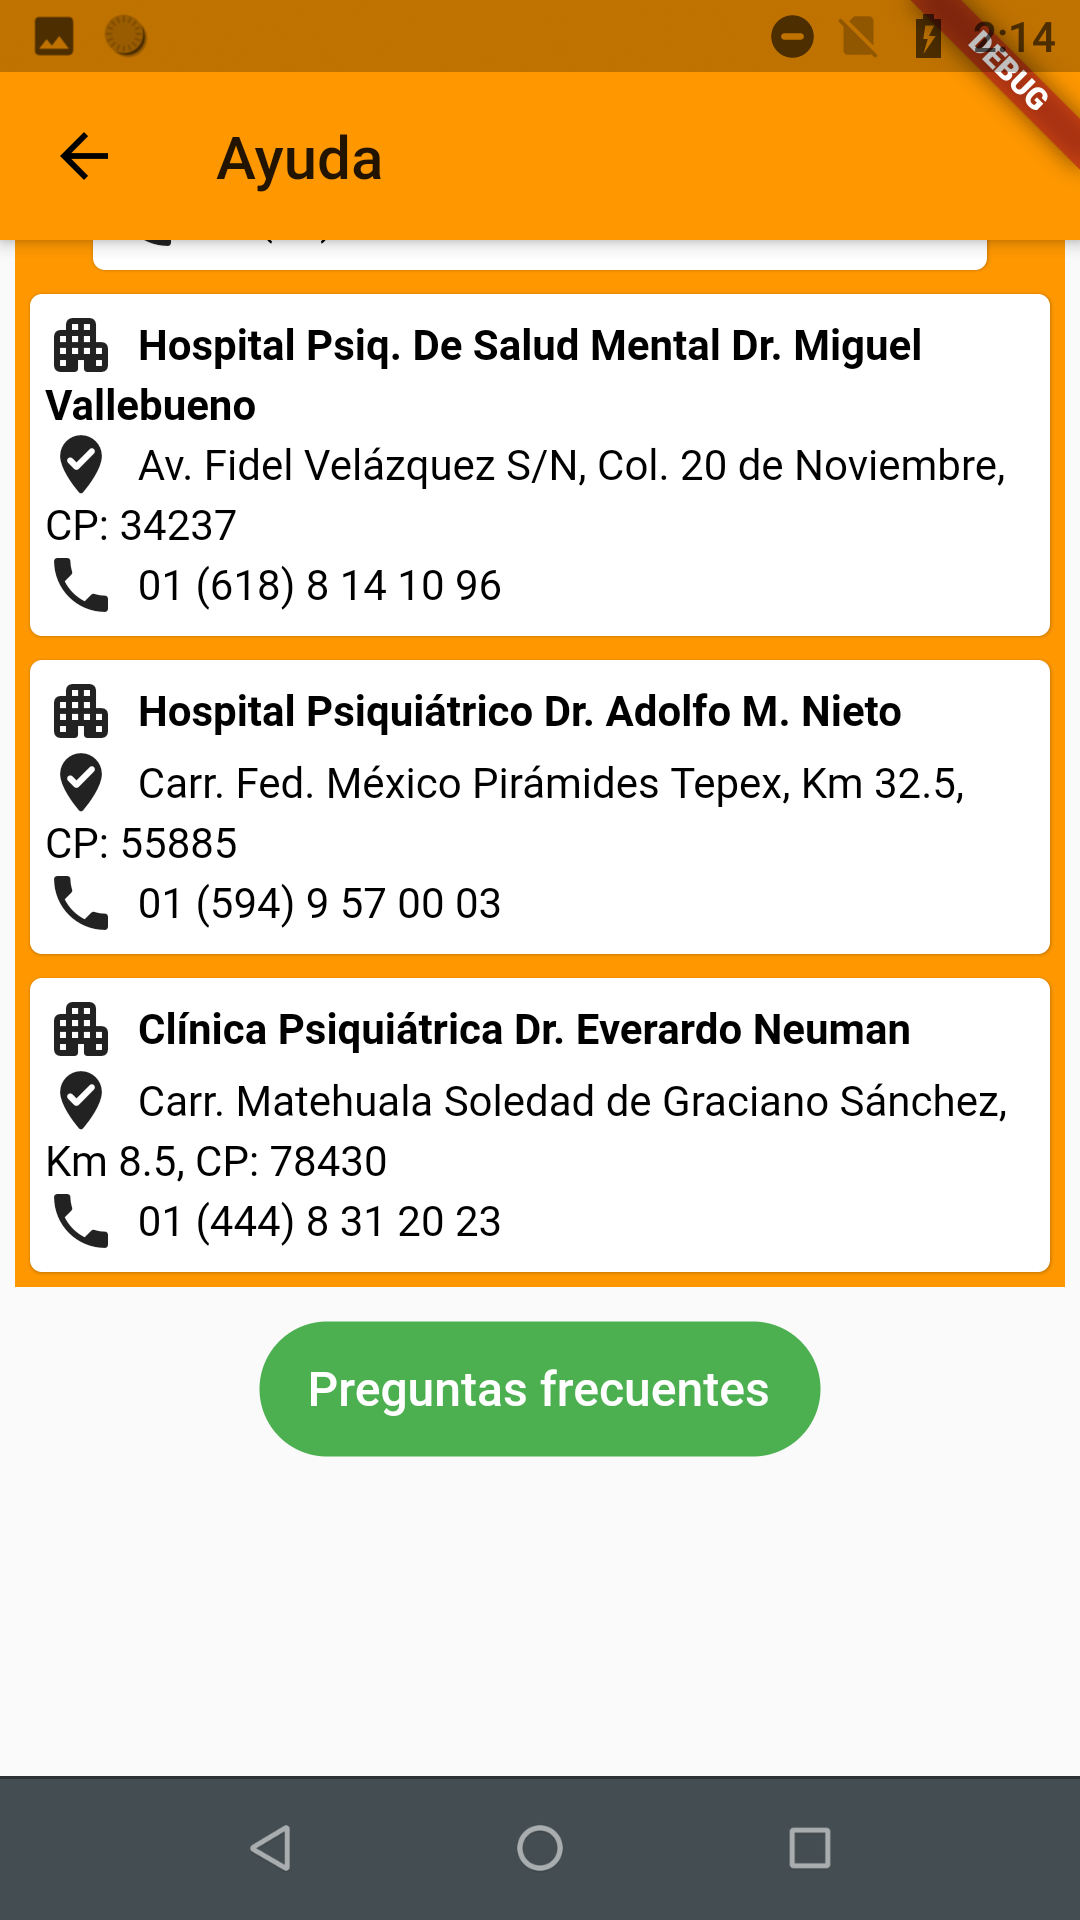 2:14
DEBUG
Ayuda
Hospital Psiq. De Salud Mental Dr. Miguel
Vallebueno
Av. Fidel Velázquez S/N, Col. 20 de Noviembre,
CP: 34237
01 (618) 8 14 10 96
Hospital Psiquiátrico Dr. Adolfo M. Nieto
Carr. Fed. México Pirámides Tepex, Km 32.5,
CP: 55885
01 (594) 9 57 00 03
Clínica Psiquiátrica Dr. Everardo Neuman
Carr. Matehuala Soledad de Graciano Sánchez,
Km 8.5, CP: 78430
01 (444) 8 31 20 23
Preguntas frecuentes